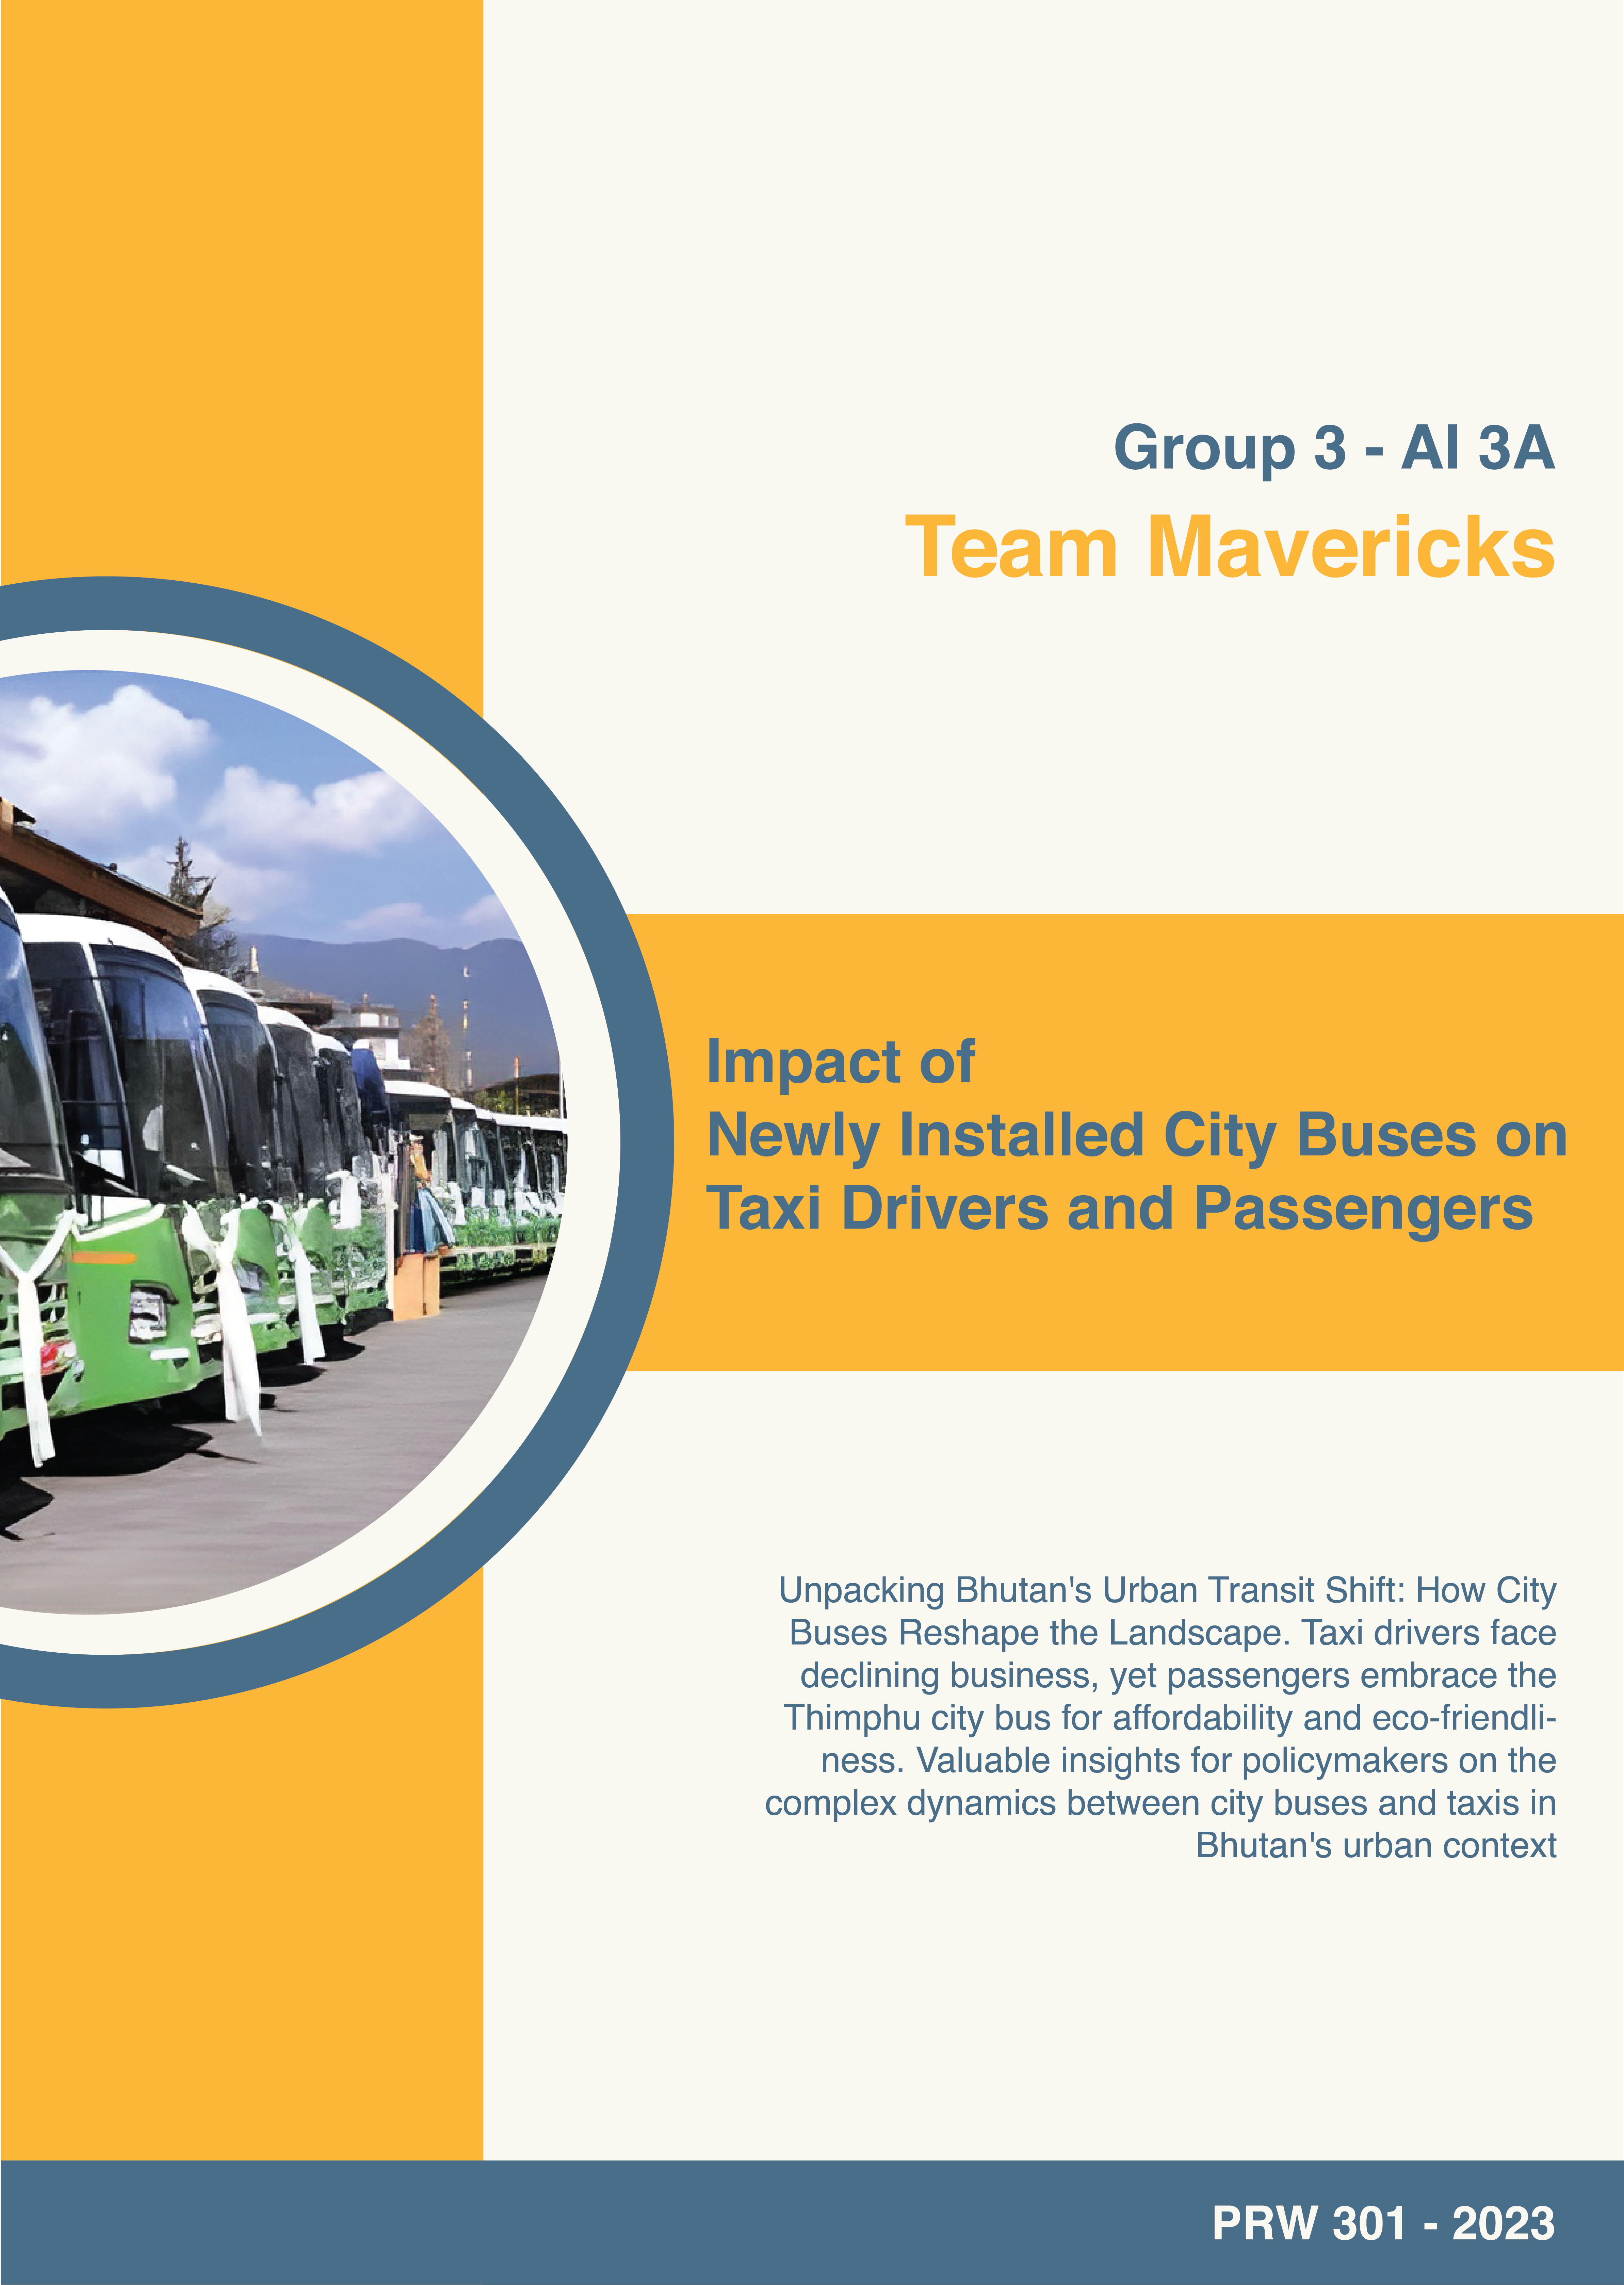 Group 3 - AI 3A
Team Mavericks
Impact of
Newly Installed City Buses on
Taxi Drivers and Passengers
Unpacking Bhutan's Urban Transit Shift: How City
Buses Reshape the Landscape. Taxi drivers face
declining business, yet passengers embrace the
Thimphu city bus for affordability and eco-friendli-
ness. Valuable insights for policymakers on the
complex dynamics between city buses and taxis in
Bhutan's urban context
PRW 301 - 2023